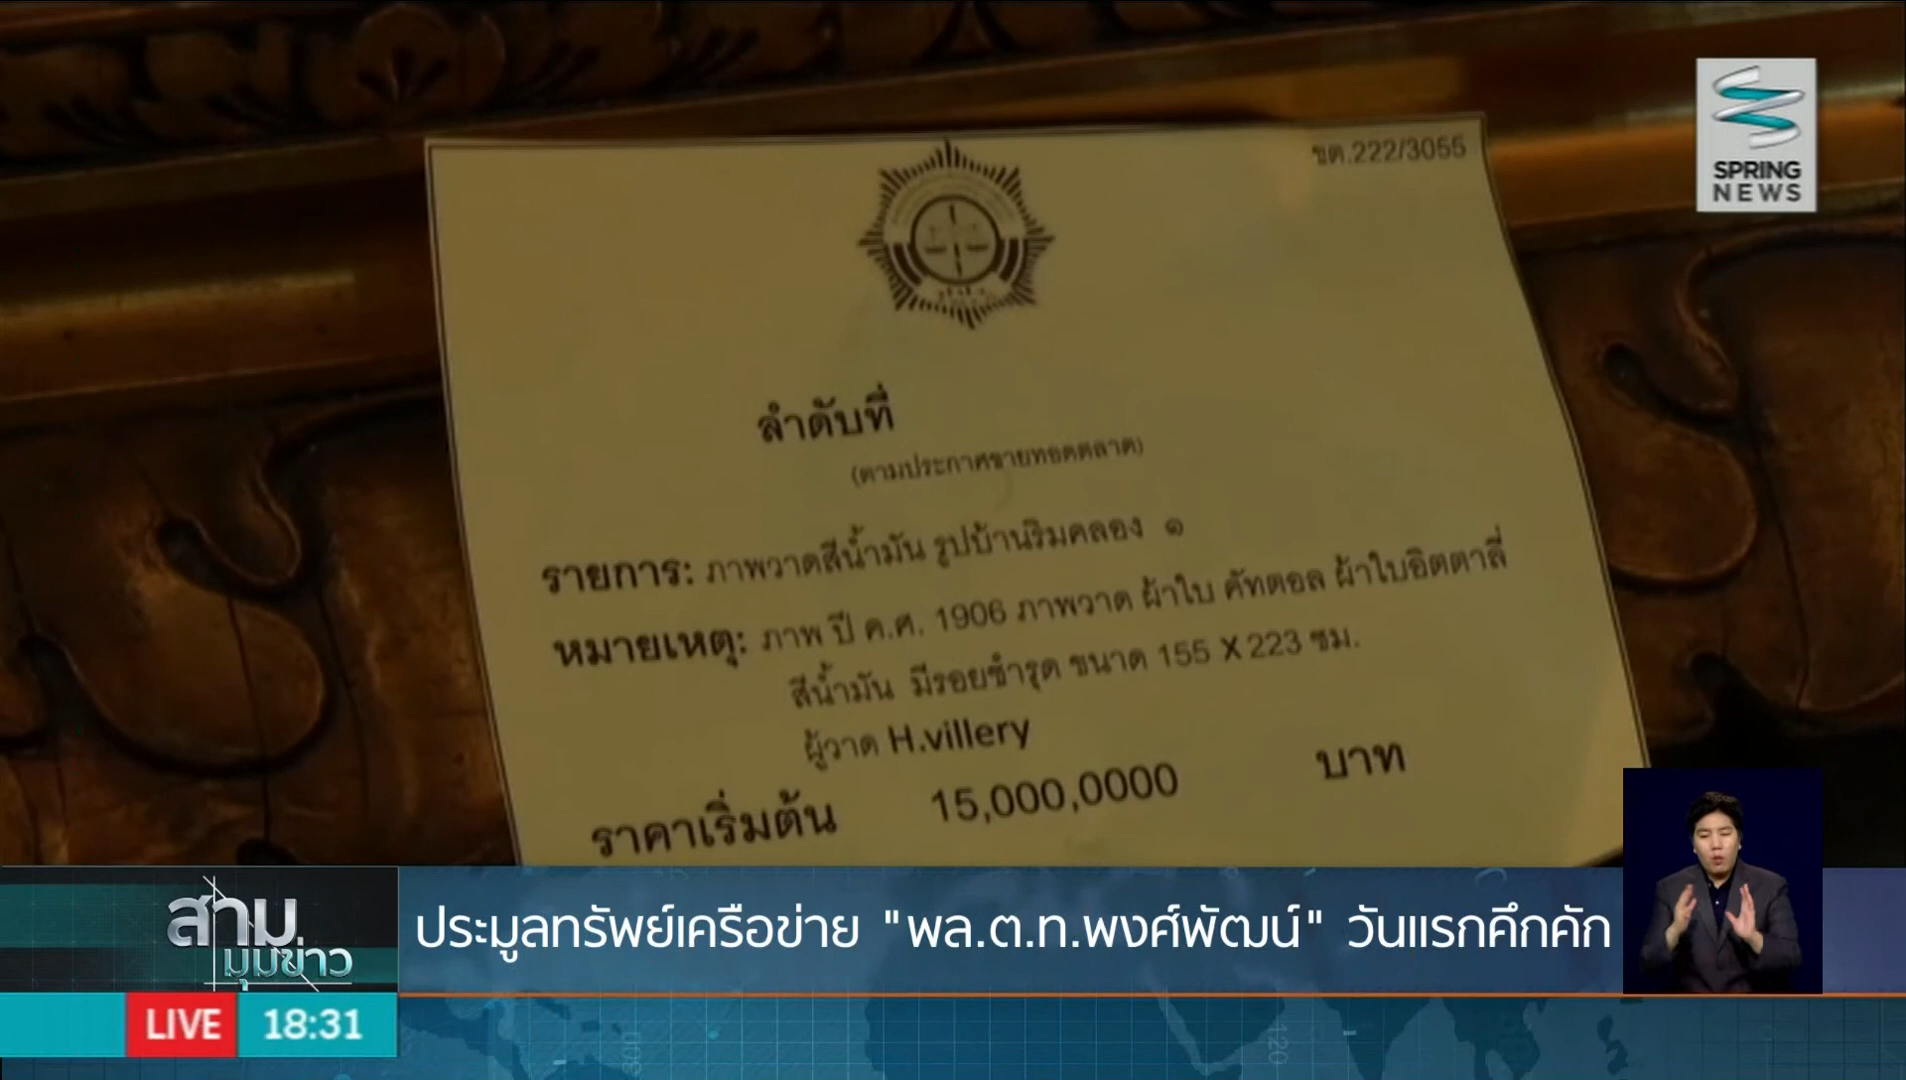 ขต.222/3055
SPRING
NEWS
ลำดับที่
(ตามประกาศขายทอดตลาด)
รายการ: ภาพวาดสีน้ำมัน รูปบ้านริมคลอง ๑
หมายเหตุ: ภาพ ปี ค.ศ. 1906 ภาพวาด ผ้าใบ คัทตอล ผ้าใบอิตตาลี่
สีน้ำมัน มีรอยชำรุด ขนาด 155 X 223 ซม.
ผู้วาด H.villery
ราคาเริ่มต้น 15,000,0000 บาท
สามมุมข่าว
ประมูลทรัพย์เครือข่าย "พล.ต.ท.พงศ์พัฒน์" วันแรกคึกคัก
LIVE 18:31
120